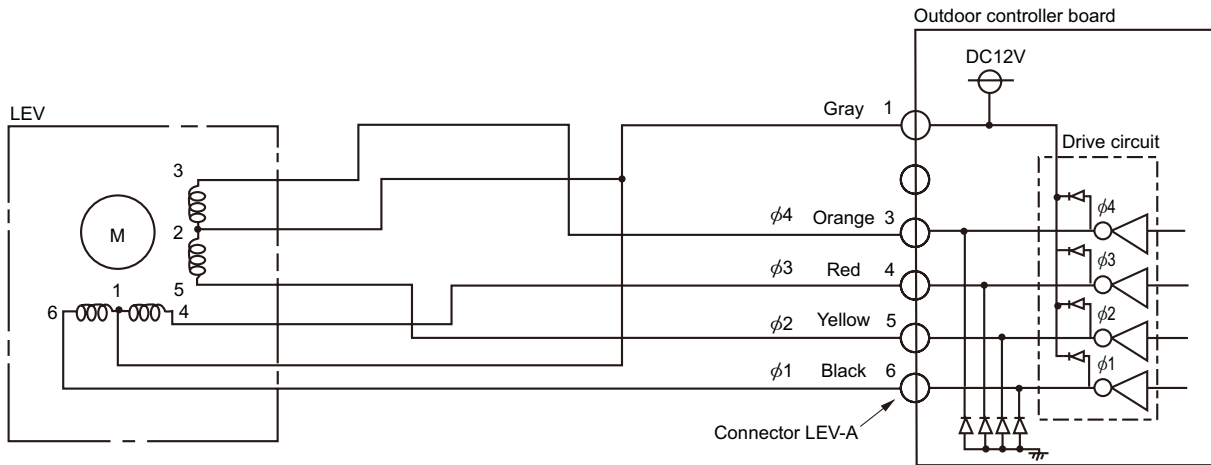 Outdoor controller board
DC12V
LEV
Gray 1
Drive circuit
3
M
2
5
1
6
4
ϕ4 Orange 3
ϕ4
ϕ3 Red 4
ϕ3
ϕ2 Yellow 5
ϕ2
ϕ1 Black 6
ϕ1
Connector LEV-A